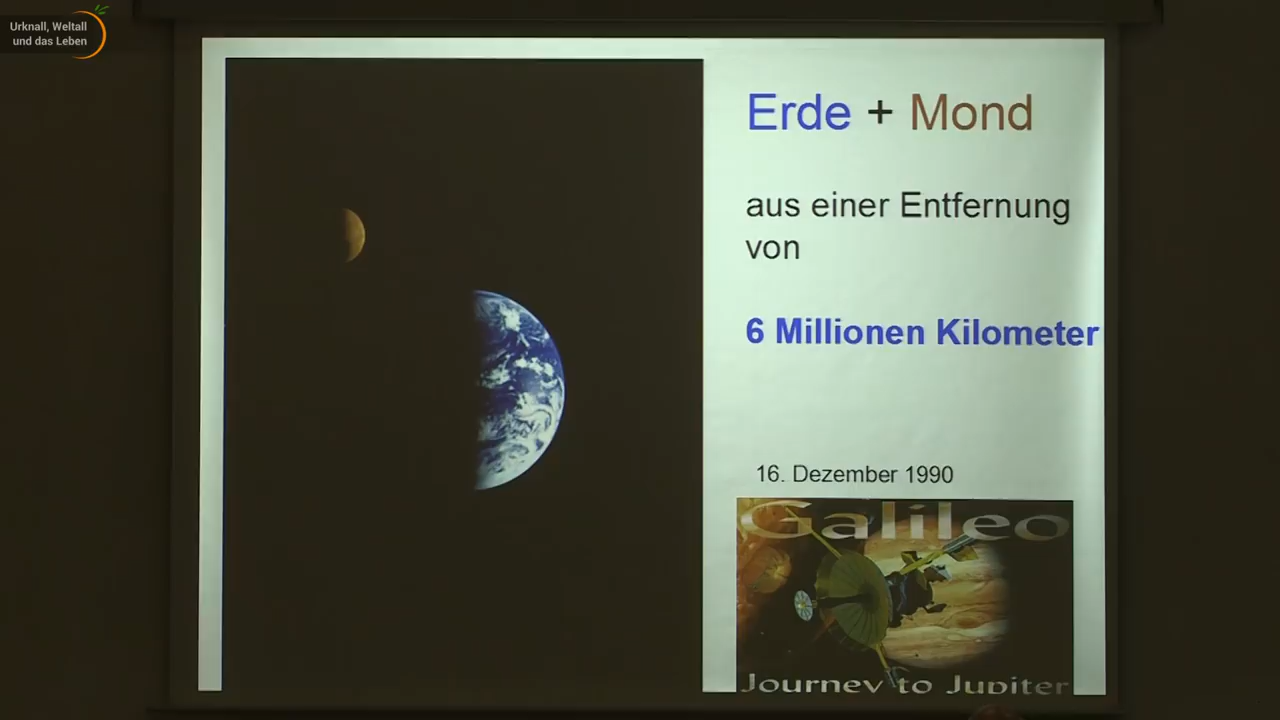 Urknall, Weltall
und das Leben
Erde + Mond
aus einer Entfernung
von
6 Millionen Kilometer
16. Dezember 1990
Galileo
Journey to Jupiter